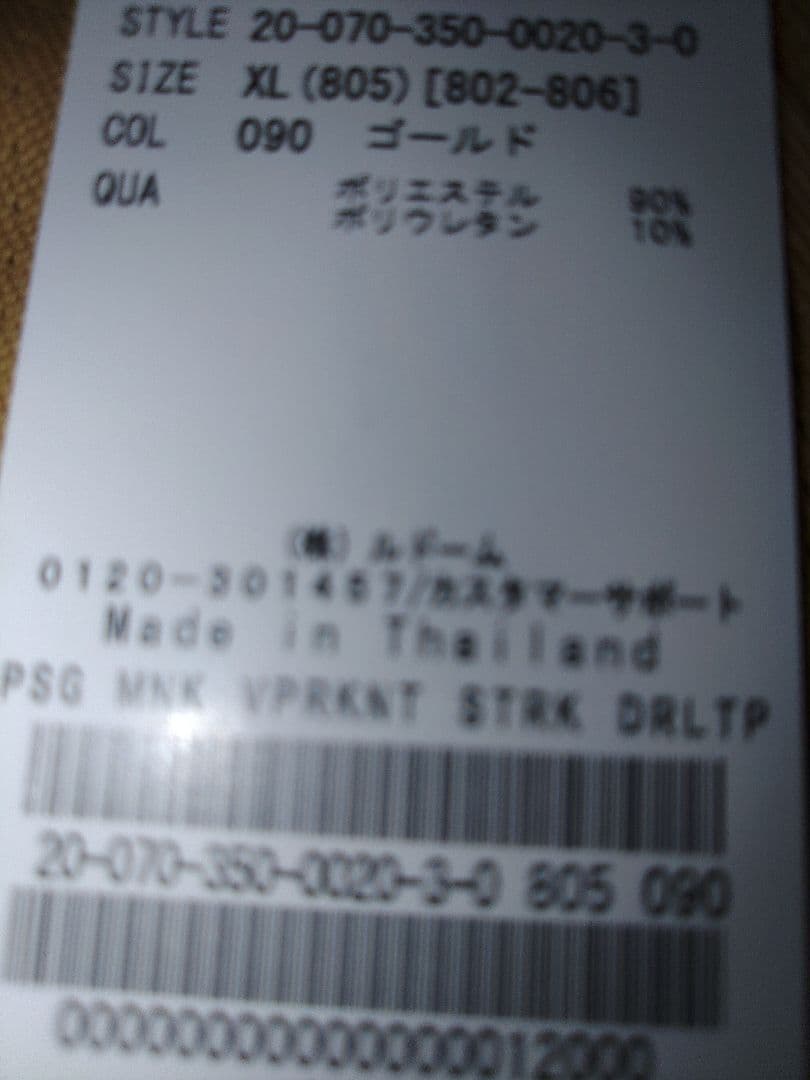 STYLE 20-070-350-0020-3-0
SIZE XL (805) [802-806]
COL 090 ゴールド
QUA ポリエステル 90%
ポリウレタン 10%
(株) ルドーム
0120-301457/カスタマーサポート
Made in Thailand
PSG MNK VPRKNT STRK DRLTP
20-070-350-0020-3-0 805 090